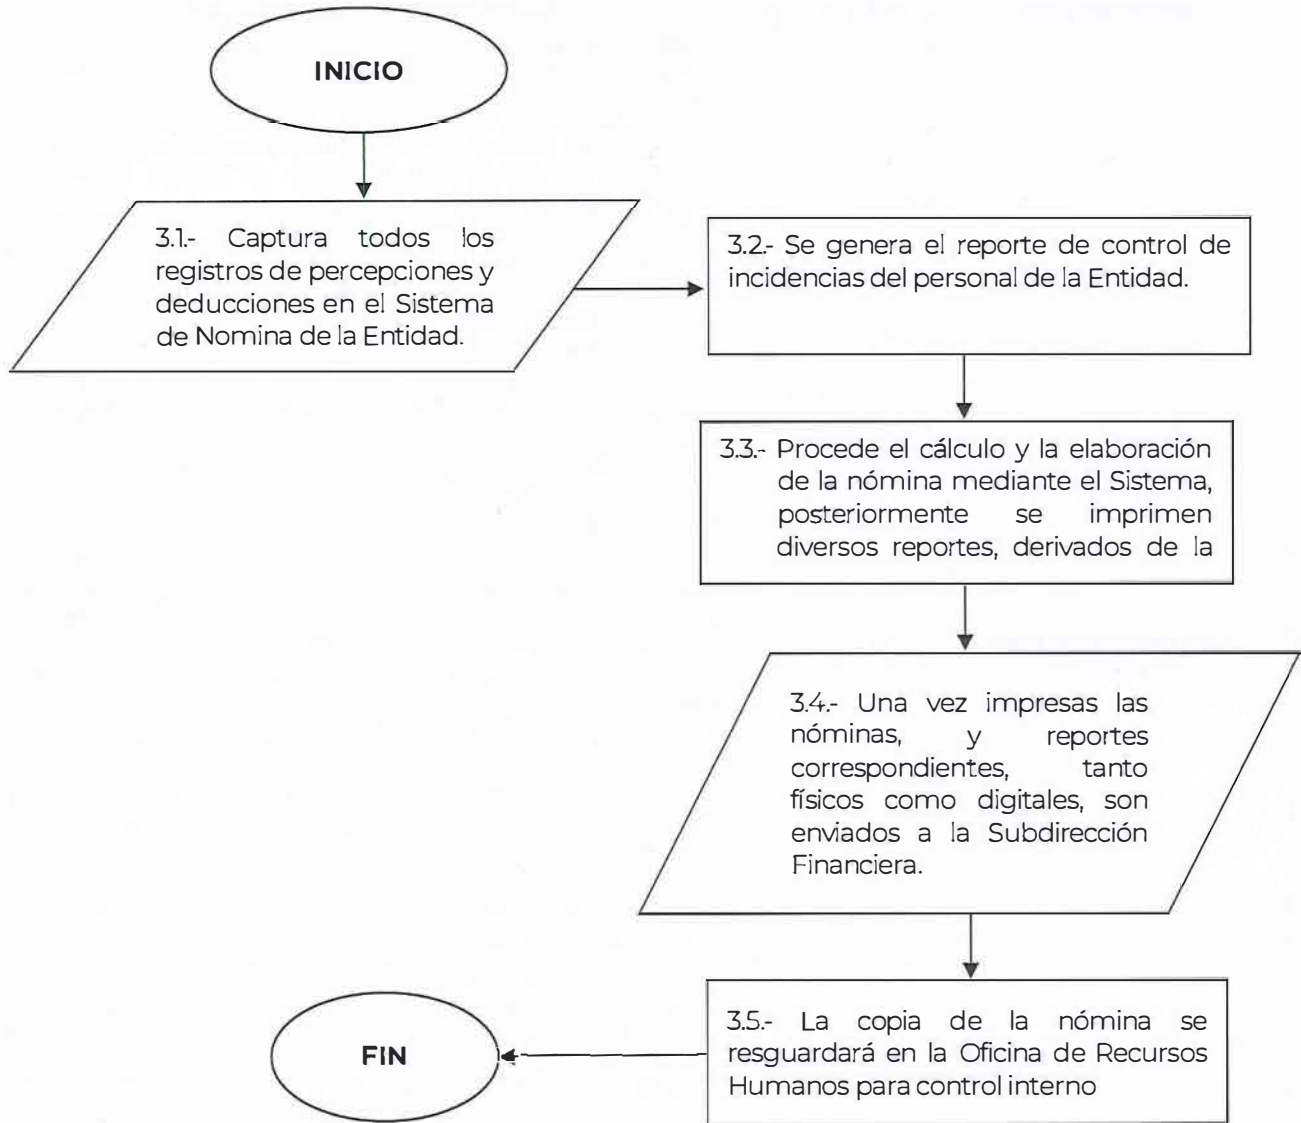 INICIO
3.1.- Captura todos los
registros de percepciones y
deducciones en el Sistema
de Nomina de la Entidad.
3.2.- Se genera el reporte de control de
incidencias del personal de la Entidad.
3.3.- Procede el cálculo y la elaboración
de la nómina mediante el Sistema,
posteriormente se imprimen
diversos reportes, derivados de la
3.4.- Una vez impresas las
nóminas, y reportes
correspondientes, tanto
físicos como digitales, son
enviados a la Subdirección
Financiera.
3.5.- La copia de la nómina se
resguardará en la Oficina de Recursos
Humanos para control interno
FIN